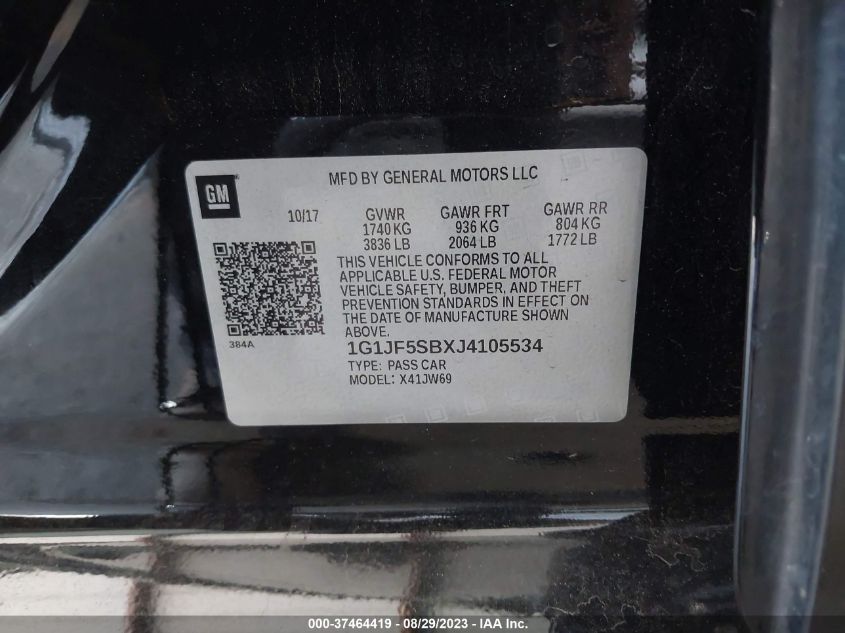 GM
MFD BY GENERAL MOTORS LLC
10/17 GVWR GAWR FRT GAWR RR
1740 KG 936 KG 804 KG
3836 LB 2064 LB 1772 LB
THIS VEHICLE CONFORMS TO ALL
APPLICABLE U.S. FEDERAL MOTOR
VEHICLE SAFETY, BUMPER, AND THEFT
PREVENTION STANDARDS IN EFFECT ON
THE DATE OF MANUFACTURE SHOWN
ABOVE.
384A
1G1JF5SBXJ4105534
TYPE: PASS CAR
MODEL: X41JW69
000-37464419 - 08/29/2023 - IAAI.COM